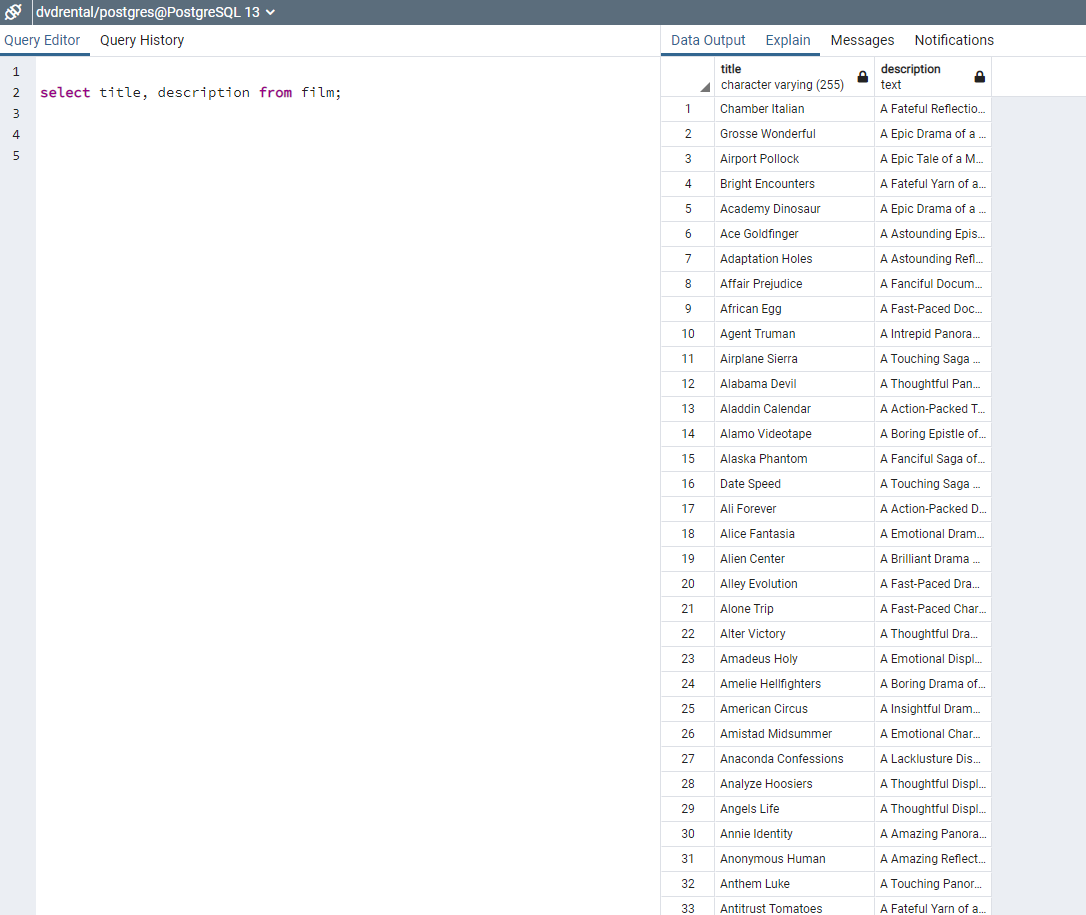 dvdrental/postgres@PostgreSQL 13
Query Editor Query History
1
2 select title, description from film;
3
4
5
Data Output Explain Messages Notifications
title description
character varying (255) text
1 Chamber Italian A Fateful Reflectio...
2 Grosse Wonderful A Epic Drama of a ...
3 Airport Pollock A Epic Tale of a M...
4 Bright Encounters A Fateful Yarn of a...
5 Academy Dinosaur A Epic Drama of a ...
6 Ace Goldfinger A Astounding Epis...
7 Adaptation Holes A Astounding Refl...
8 Affair Prejudice A Fanciful Docum...
9 African Egg A Fast-Paced Doc...
10 Agent Truman A Intrepid Panora...
11 Airplane Sierra A Touching Saga ...
12 Alabama Devil A Thoughtful Pan...
13 Aladdin Calendar A Action-Packed T...
14 Alamo Videotape A Boring Epistle of...
15 Alaska Phantom A Fanciful Saga of...
16 Date Speed A Touching Saga ...
17 Ali Forever A Action-Packed D...
18 Alice Fantasia A Emotional Dram...
19 Alien Center A Brilliant Drama ...
20 Alley Evolution A Fast-Paced Dra...
21 Alone Trip A Fast-Paced Char...
22 Alter Victory A Thoughtful Dra...
23 Amadeus Holy A Emotional Displ...
24 Amelie Hellfighters A Boring Drama of...
25 American Circus A Insightful Dram...
26 Amistad Midsummer A Emotional Char...
27 Anaconda Confessions A Lacklusture Dis...
28 Analyze Hoosiers A Thoughtful Displ...
29 Angels Life A Thoughtful Displ...
30 Annie Identity A Amazing Panora...
31 Anonymous Human A Amazing Reflect...
32 Anthem Luke A Touching Panor...
33 Antitrust Tomatoes A Fateful Yarn of a...